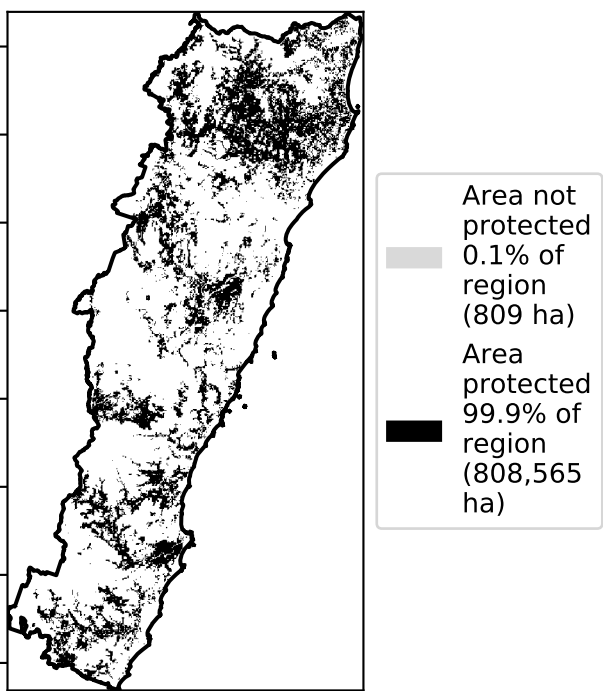 Area not
protected
0.1% of
region
(809 ha)
Area
protected
99.9% of
region
(808,565
ha)